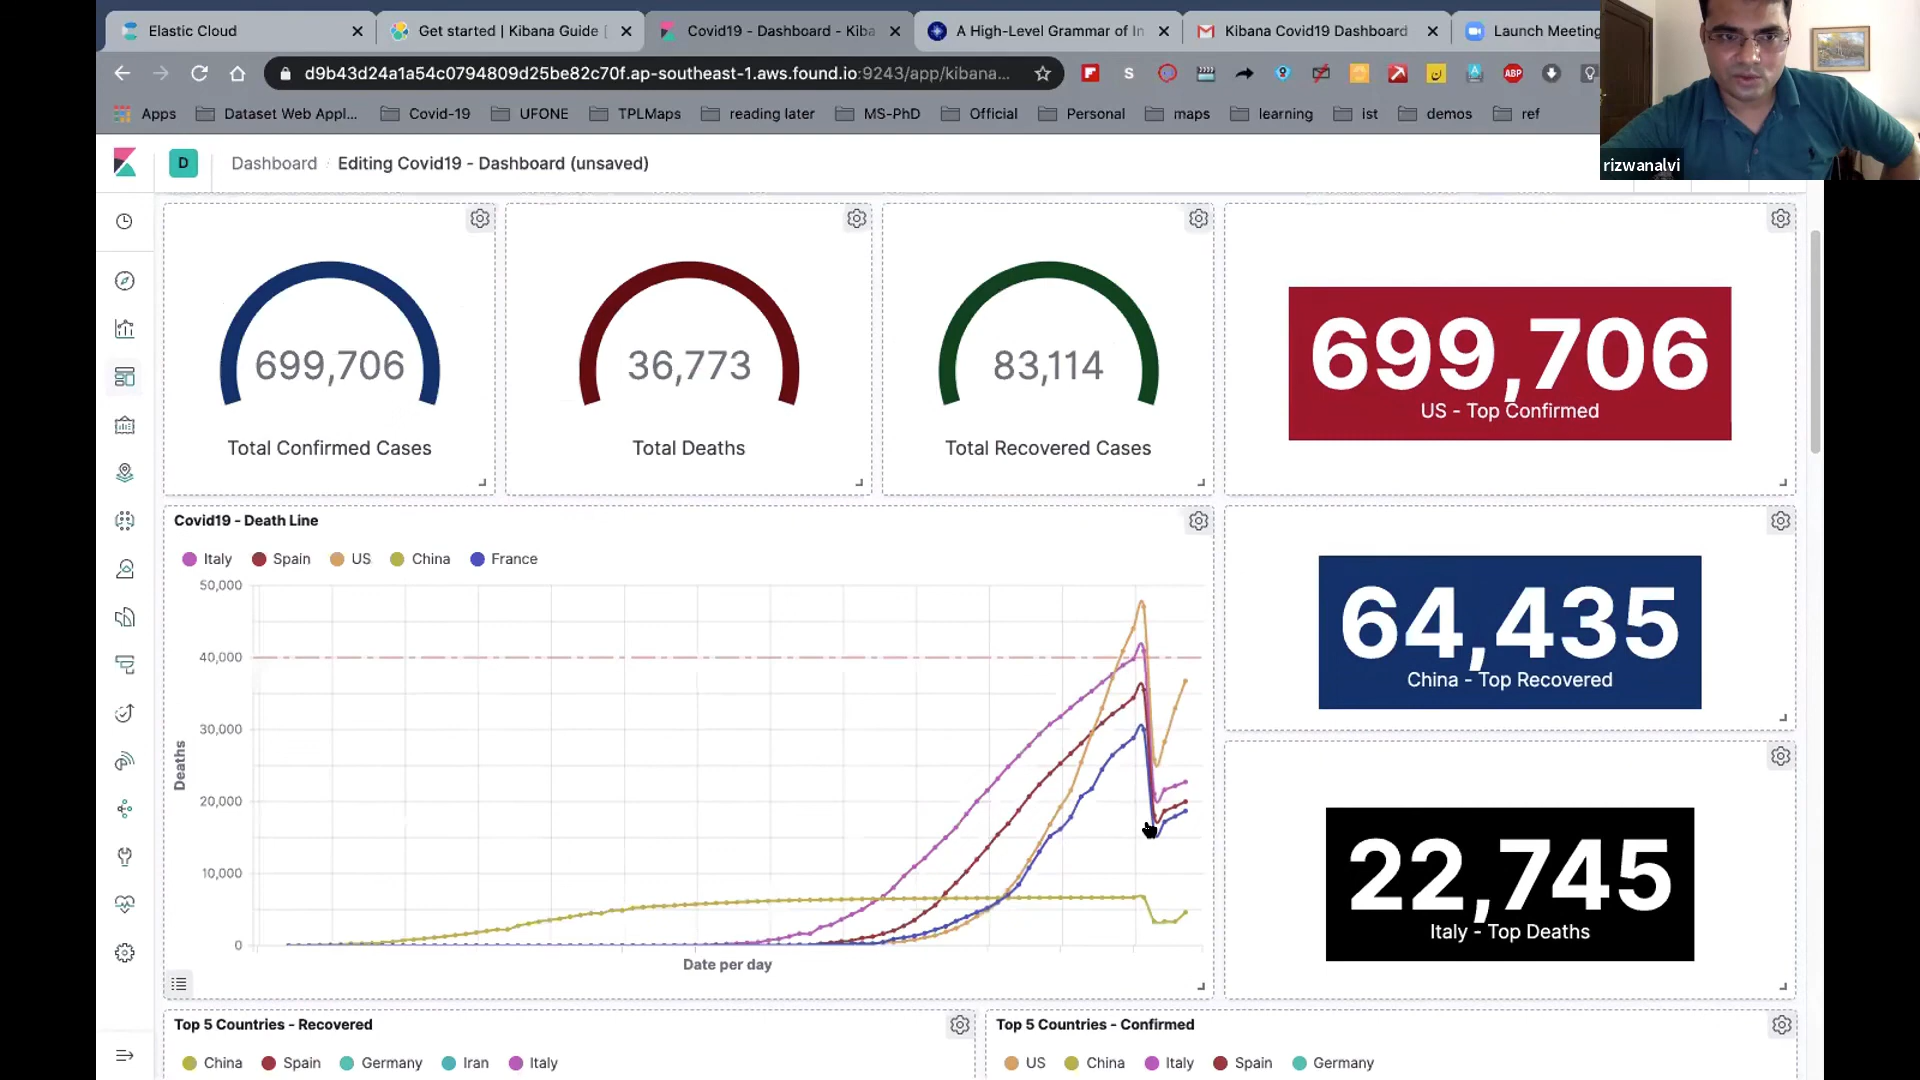 Elastic Cloud
Get started | Kibana Guide [
Covid19 - Dashboard - Kiba
A High-Level Grammar of In
Kibana Covid19 Dashboard
Launch Meeting
d9b43d24a1a54c0794809d25be82c70f.ap-southeast-1.aws.found.io:9243/app/kibana...
S
ن
ABP
Apps
Dataset Web Appl...
Covid-19
UFONE
TPLMaps
reading later
MS-PhD
Official
Personal
maps
learning
ist
demos
ref
rizwanalvi
D
Dashboard
Editing Covid19 - Dashboard (unsaved)
699,706
Total Confirmed Cases
36,773
Total Deaths
83,114
Total Recovered Cases
699,706
US - Top Confirmed
Covid19 - Death Line
Italy
Spain
US
China
France
50,000
40,000
30,000
20,000
10,000
0
Deaths
Date per day
64,435
China - Top Recovered
22,745
Italy - Top Deaths
Top 5 Countries - Recovered
China
Spain
Germany
Iran
Italy
Top 5 Countries - Confirmed
US
China
Italy
Spain
Germany